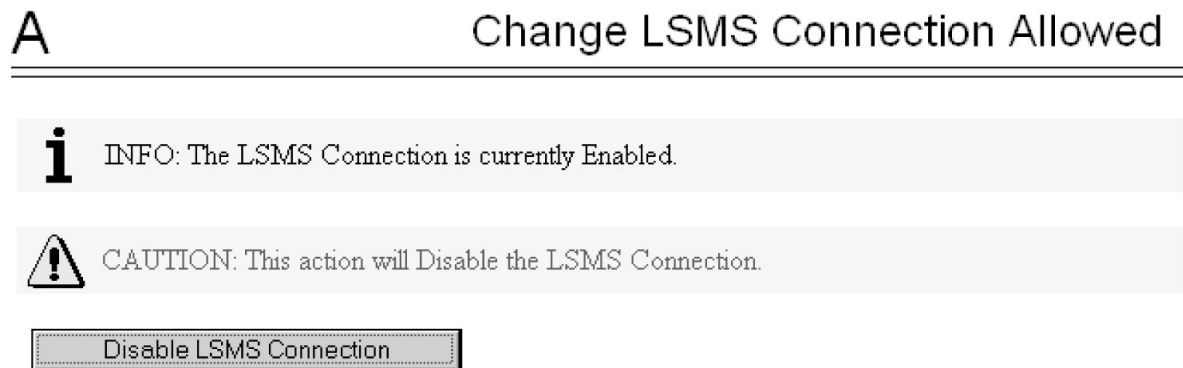 A
Change LSMS Connection Allowed
INFO: The LSMS Connection is currently Enabled.
CAUTION: This action will Disable the LSMS Connection.
Disable LSMS Connection